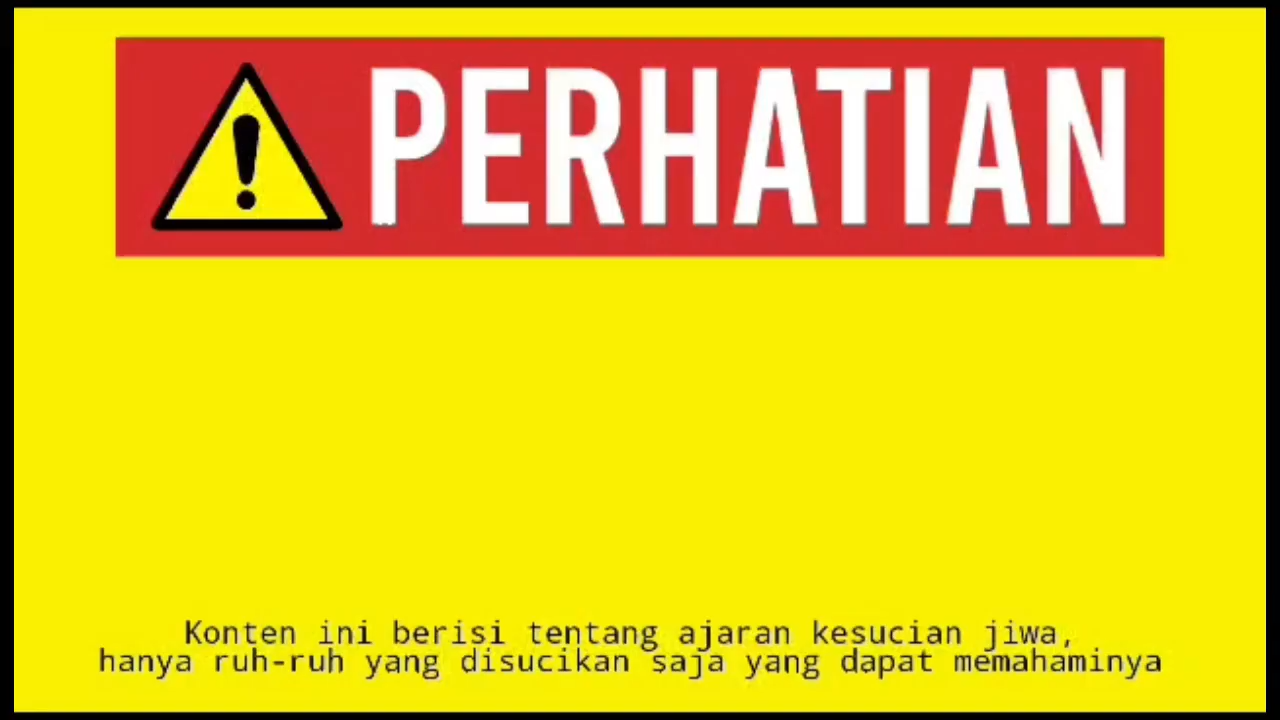 PERHATIAN
Konten ini berisi tentang ajaran kesucian jiwa,
hanya ruh-ruh yang disucikan saja yang dapat memahaminya